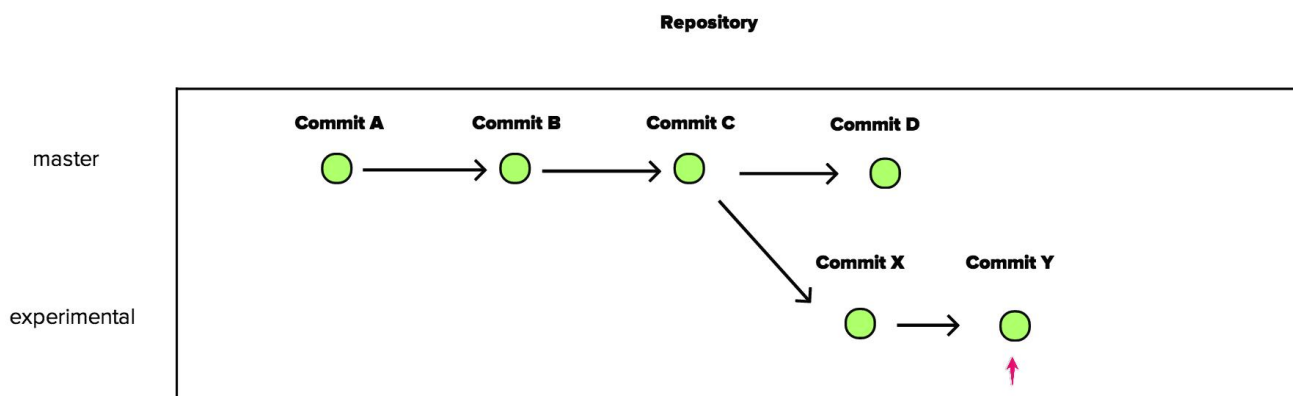 Repository
Commit A Commit B Commit C Commit D
master
Commit X Commit Y
experimental